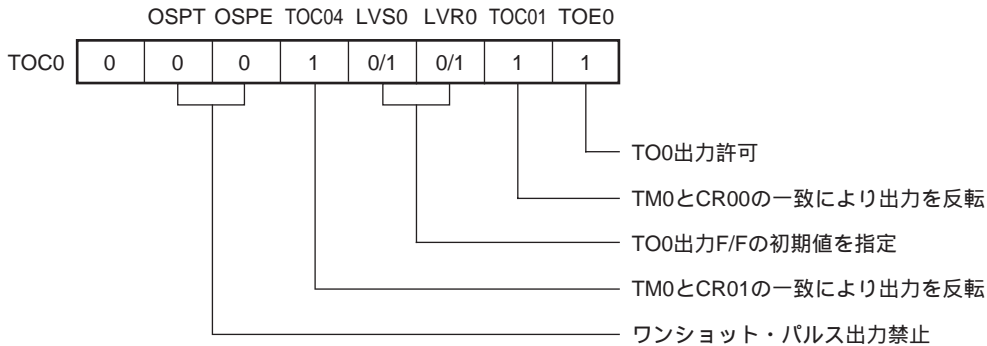 OSPT OSPE TOC04 LVS0 LVR0 TOC01 TOE0
TOC0 0 0 0 1 0/1 0/1 1 1
TO0出力許可
TM0とCR00の一致により出力を反転
TO0出力F/Fの初期値を指定
TM0とCR01の一致により出力を反転
ワンショット・パルス出力禁止